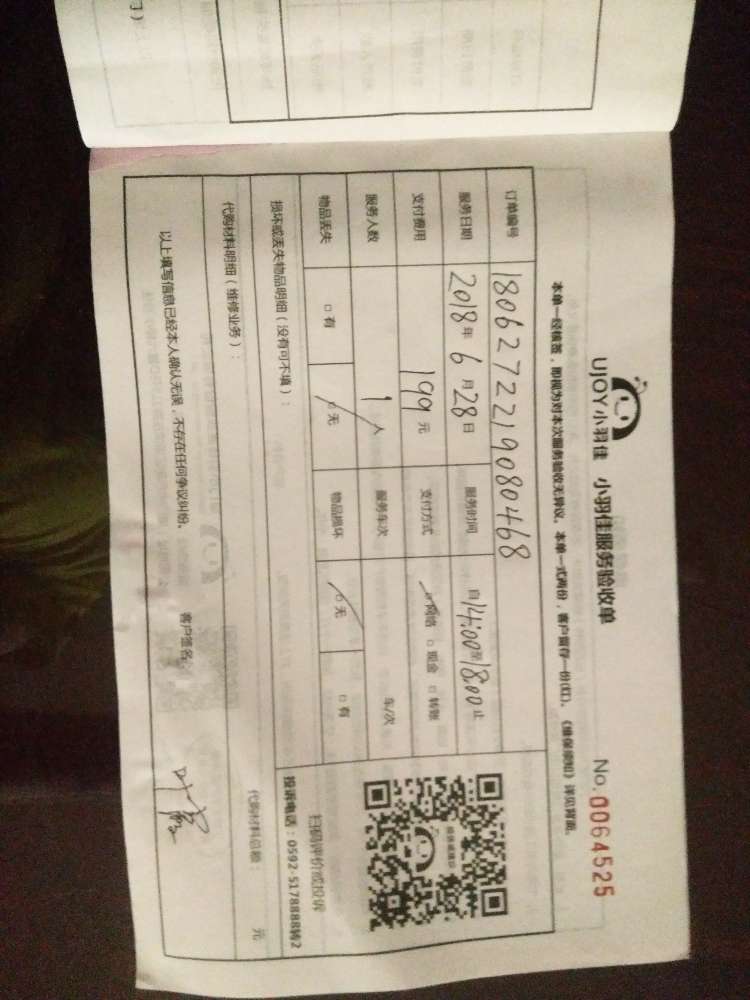 UJOY小羽佳 小羽佳服务验收单
No.0064525
本单一经核签，即视为对本次服务验收无异议。本单一式两份，客户留存一份(红)。《维保须知》详见背面。
订单编号 1806272219080468
服务日期 2018年6月28日 服务时间 自14:00至18:00止
支付费用 199元 支付方式 网络 现金 转账
服务人数 1人 服务车次 车/次
物品丢失 有 无 物品损坏 无 有
损坏或丢失物品明细（没有可不填）：
扫码评价或投诉
投诉电话：0592-5178888转2
代购材料明细（维修业务）：
代购材料总额： 元
以上填写信息已经本人确认无误，不存在任何争议纠纷。
客户签名：